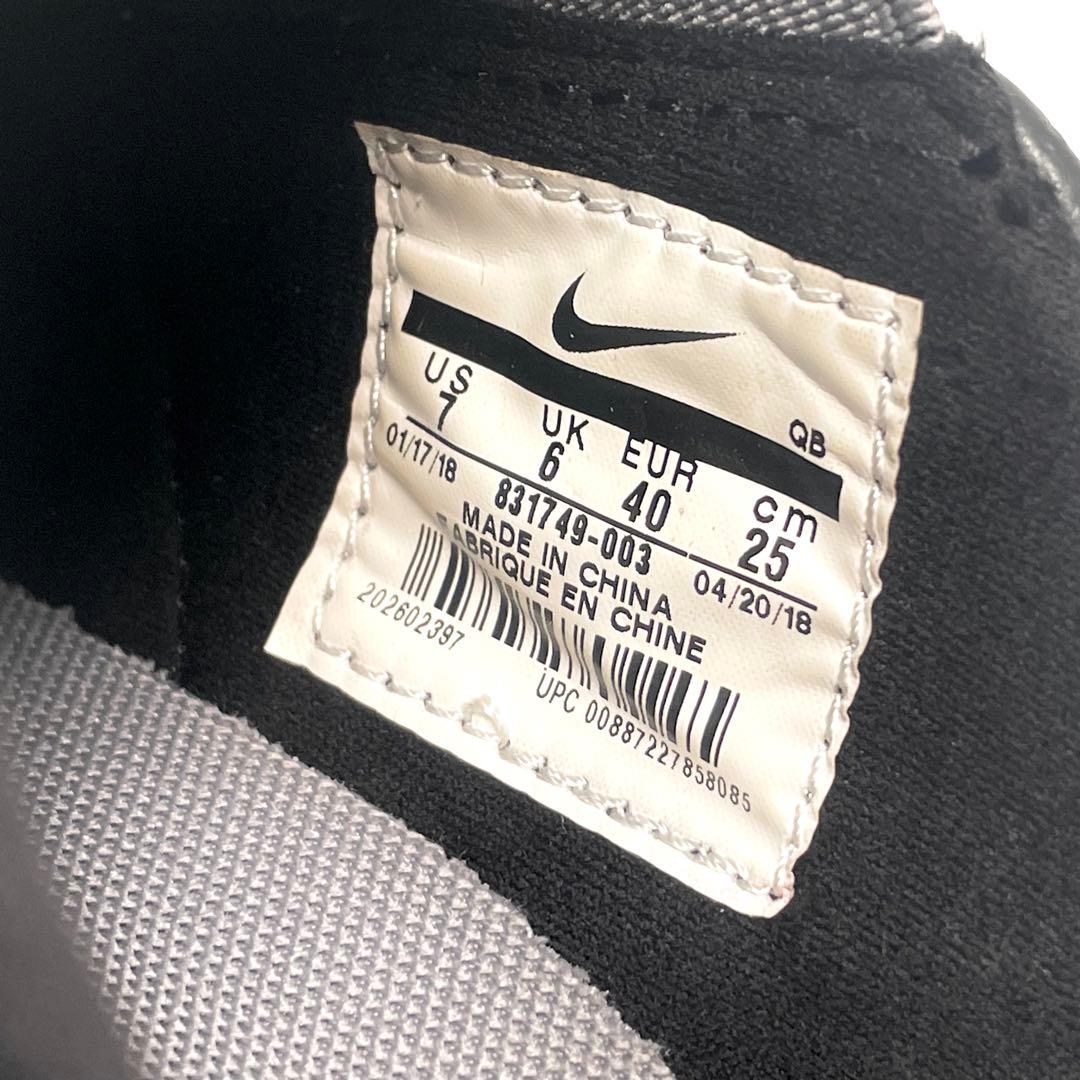 QB
US UK EUR cm
7 6 40 25
01/17/18 831749-003 04/20/18
MADE IN CHINA
FABRIQUE EN CHINE
202602397
UPC 00887227858085